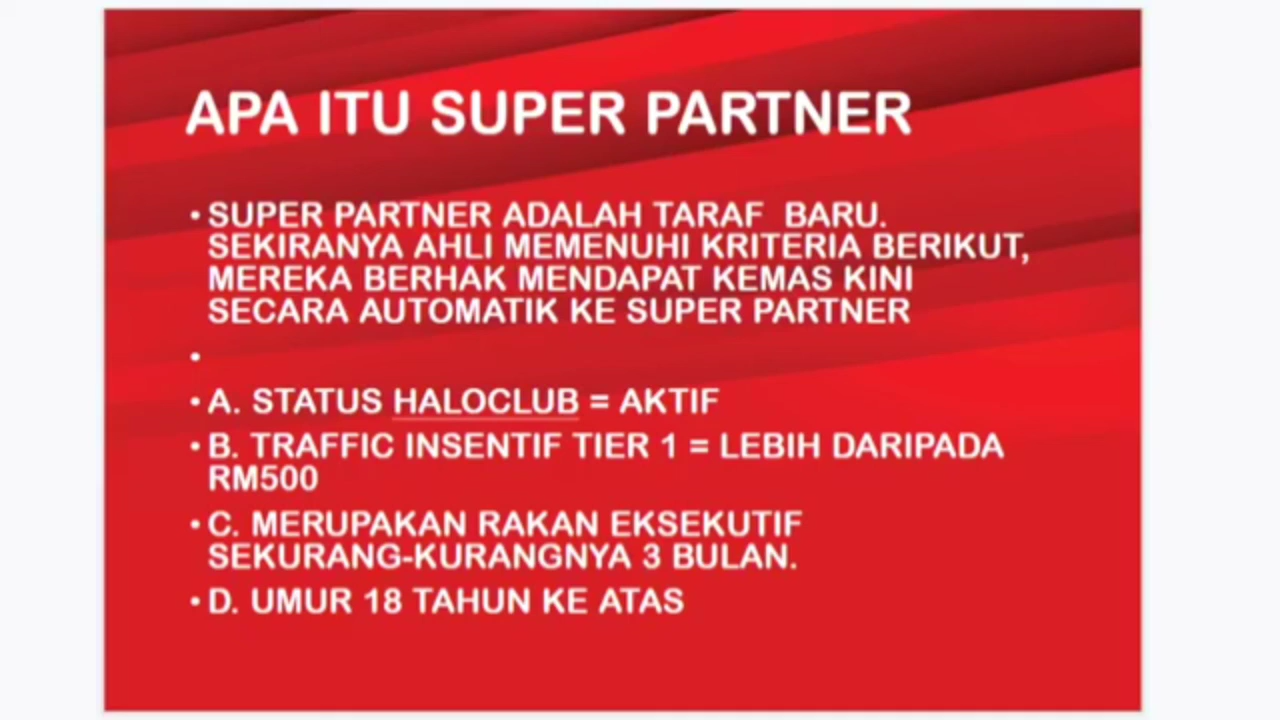 APA ITU SUPER PARTNER
• SUPER PARTNER ADALAH TARAF BARU.
SEKIRANYA AHLI MEMENUHI KRITERIA BERIKUT,
MEREKA BERHAK MENDAPAT KEMAS KINI
SECARA AUTOMATIK KE SUPER PARTNER
•
• A. STATUS HALOCLUB = AKTIF
• B. TRAFFIC INSENTIF TIER 1 = LEBIH DARIPADA
RM500
• C. MERUPAKAN RAKAN EKSEKUTIF
SEKURANG-KURANGNYA 3 BULAN.
• D. UMUR 18 TAHUN KE ATAS